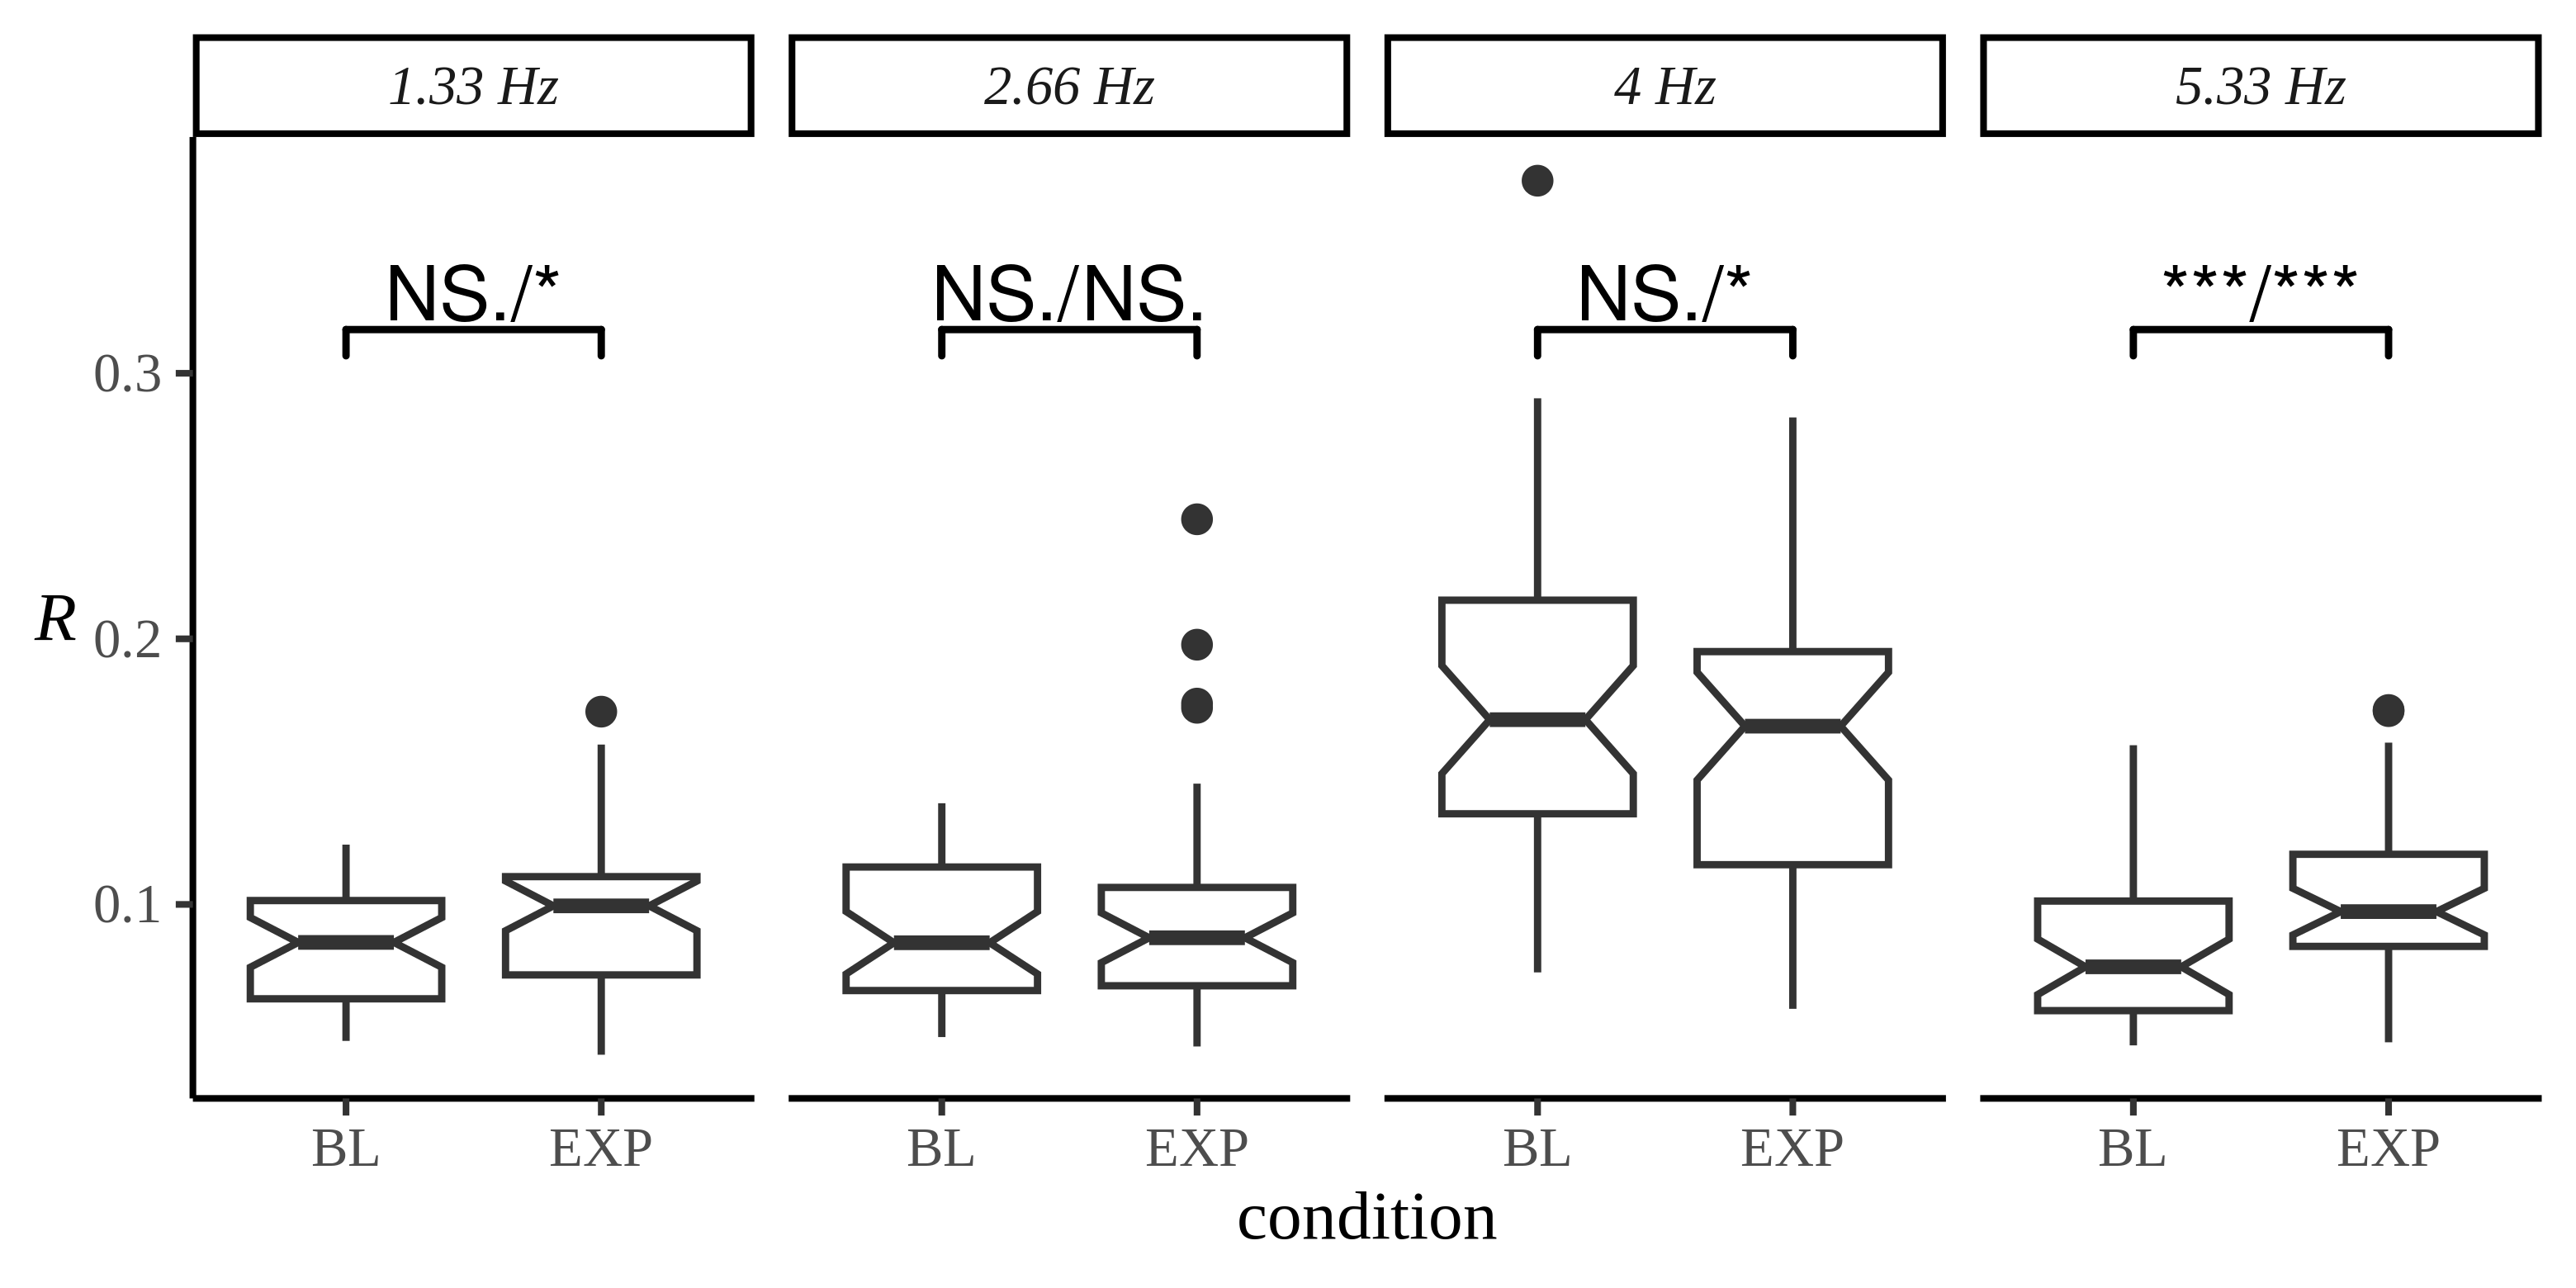 1.33 Hz 2.66 Hz 4 Hz 5.33 Hz
NS./* NS./NS. NS./* ***/***
0.3
R 0.2
0.1
BL EXP BL EXP BL EXP BL EXP
condition